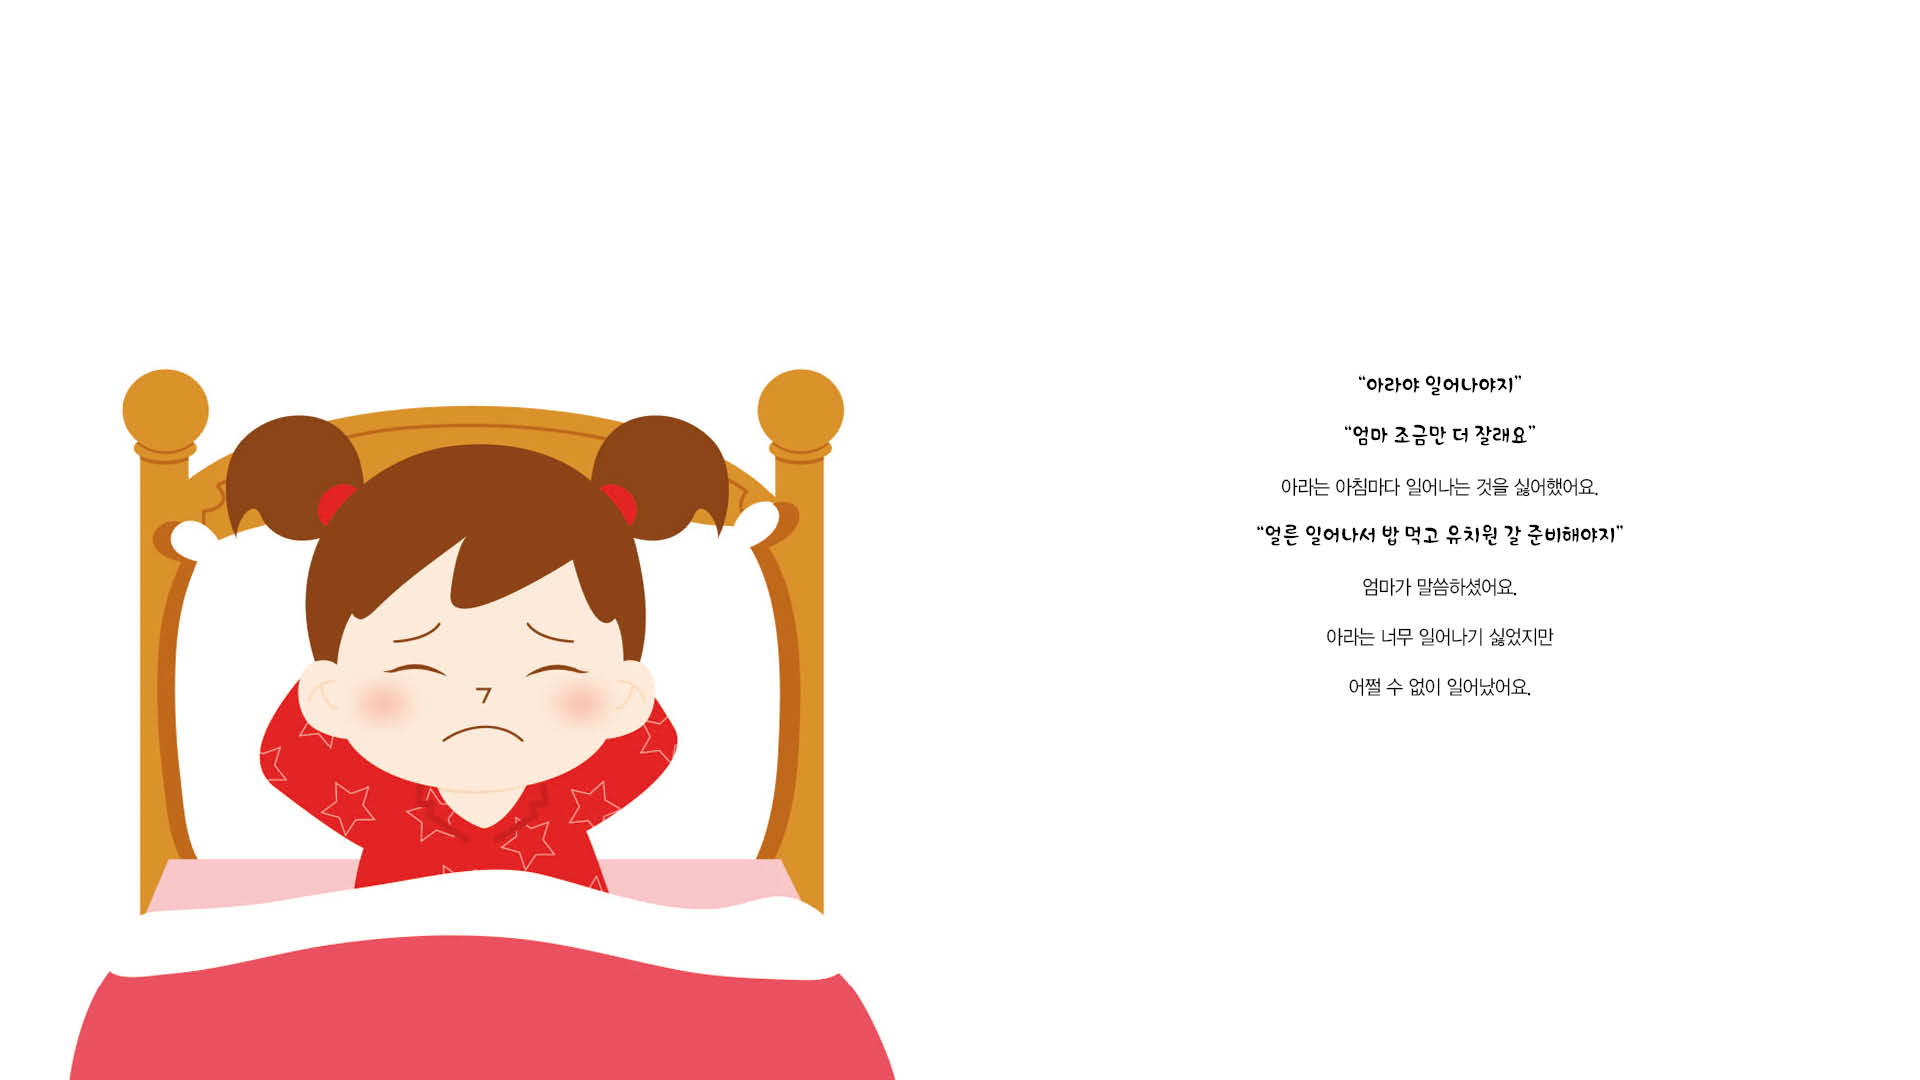 “아라야 일어나야지”
“엄마 조금만 더 잘래요”
아라는 아침마다 일어나는 것을 싫어했어요.
“얼른 일어나서 밥 먹고 유치원 갈 준비해야지”
엄마가 말씀하셨어요.
아라는 너무 일어나기 싫었지만
어쩔 수 없이 일어났어요.